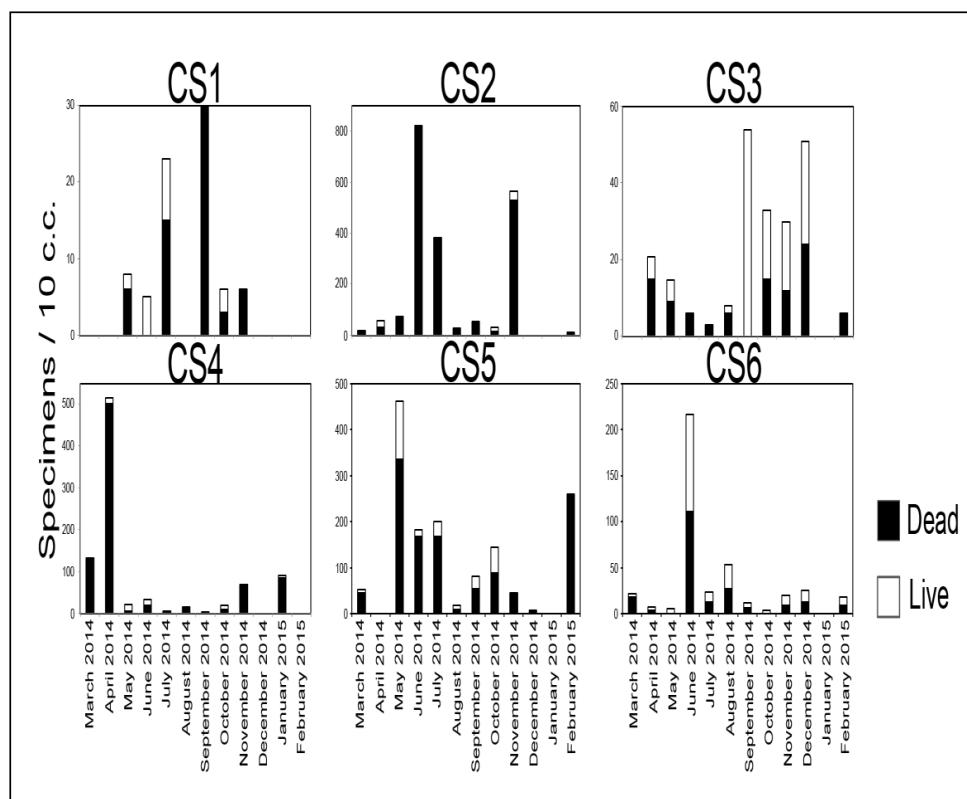 CS1 CS2 CS3
30
20
10
0
800
600
400
200
0
60
40
20
0
Specimens / 10 c.c.
CS4 CS5 CS6
500
400
300
200
100
0
500
400
300
200
100
0
250
200
150
100
50
0
Dead
Live
March 2014
April 2014
May 2014
June 2014
July 2014
August 2014
September 2014
October 2014
November 2014
December 2014
January 2015
February 2015
March 2014
April 2014
May 2014
June 2014
July 2014
August 2014
September 2014
October 2014
November 2014
December 2014
January 2015
February 2015
March 2014
April 2014
May 2014
June 2014
July 2014
August 2014
September 2014
October 2014
November 2014
December 2014
January 2015
February 2015